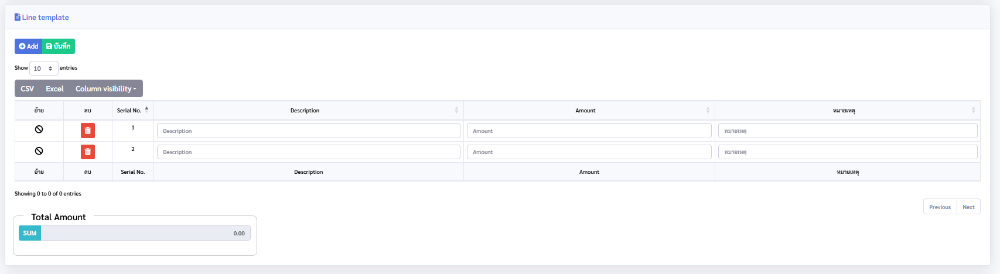 Line template
Add บันทึก
Show 10 entries
CSV Excel Column visibility
ย้าย ลบ Serial No. Description Amount หมายเหตุ
1 Description Amount หมายเหตุ
2 Description Amount หมายเหตุ
ย้าย ลบ Serial No. Description Amount หมายเหตุ
Showing 0 to 0 of 0 entries
Previous Next
Total Amount
SUM 0.00